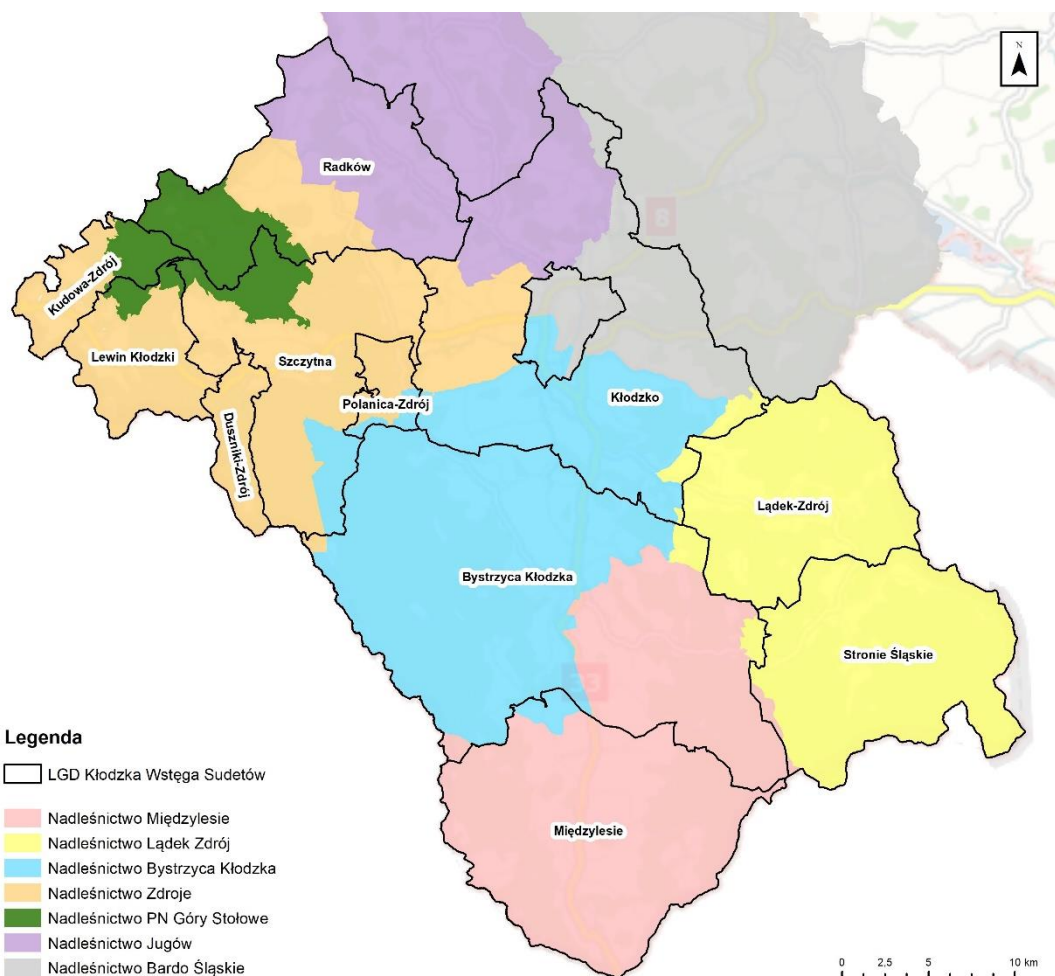 N
Radków
8
Kudowa-Zdrój
Lewin Kłodzki
Szczytna
Kłodzko
Polanica-Zdrój
Duszniki-Zdrój
Lądek-Zdrój
Bystrzyca Kłodzka
Stronie Śląskie
33
Międzylesie
Legenda
LGD Kłodzka Wstęga Sudetów
Nadleśnictwo Międzylesie
Nadleśnictwo Lądek Zdrój
Nadleśnictwo Bystrzyca Kłodzka
Nadleśnictwo Zdroje
Nadleśnictwo PN Góry Stołowe
Nadleśnictwo Jugów
Nadleśnictwo Bardo Śląskie
0 2,5 5 10 km